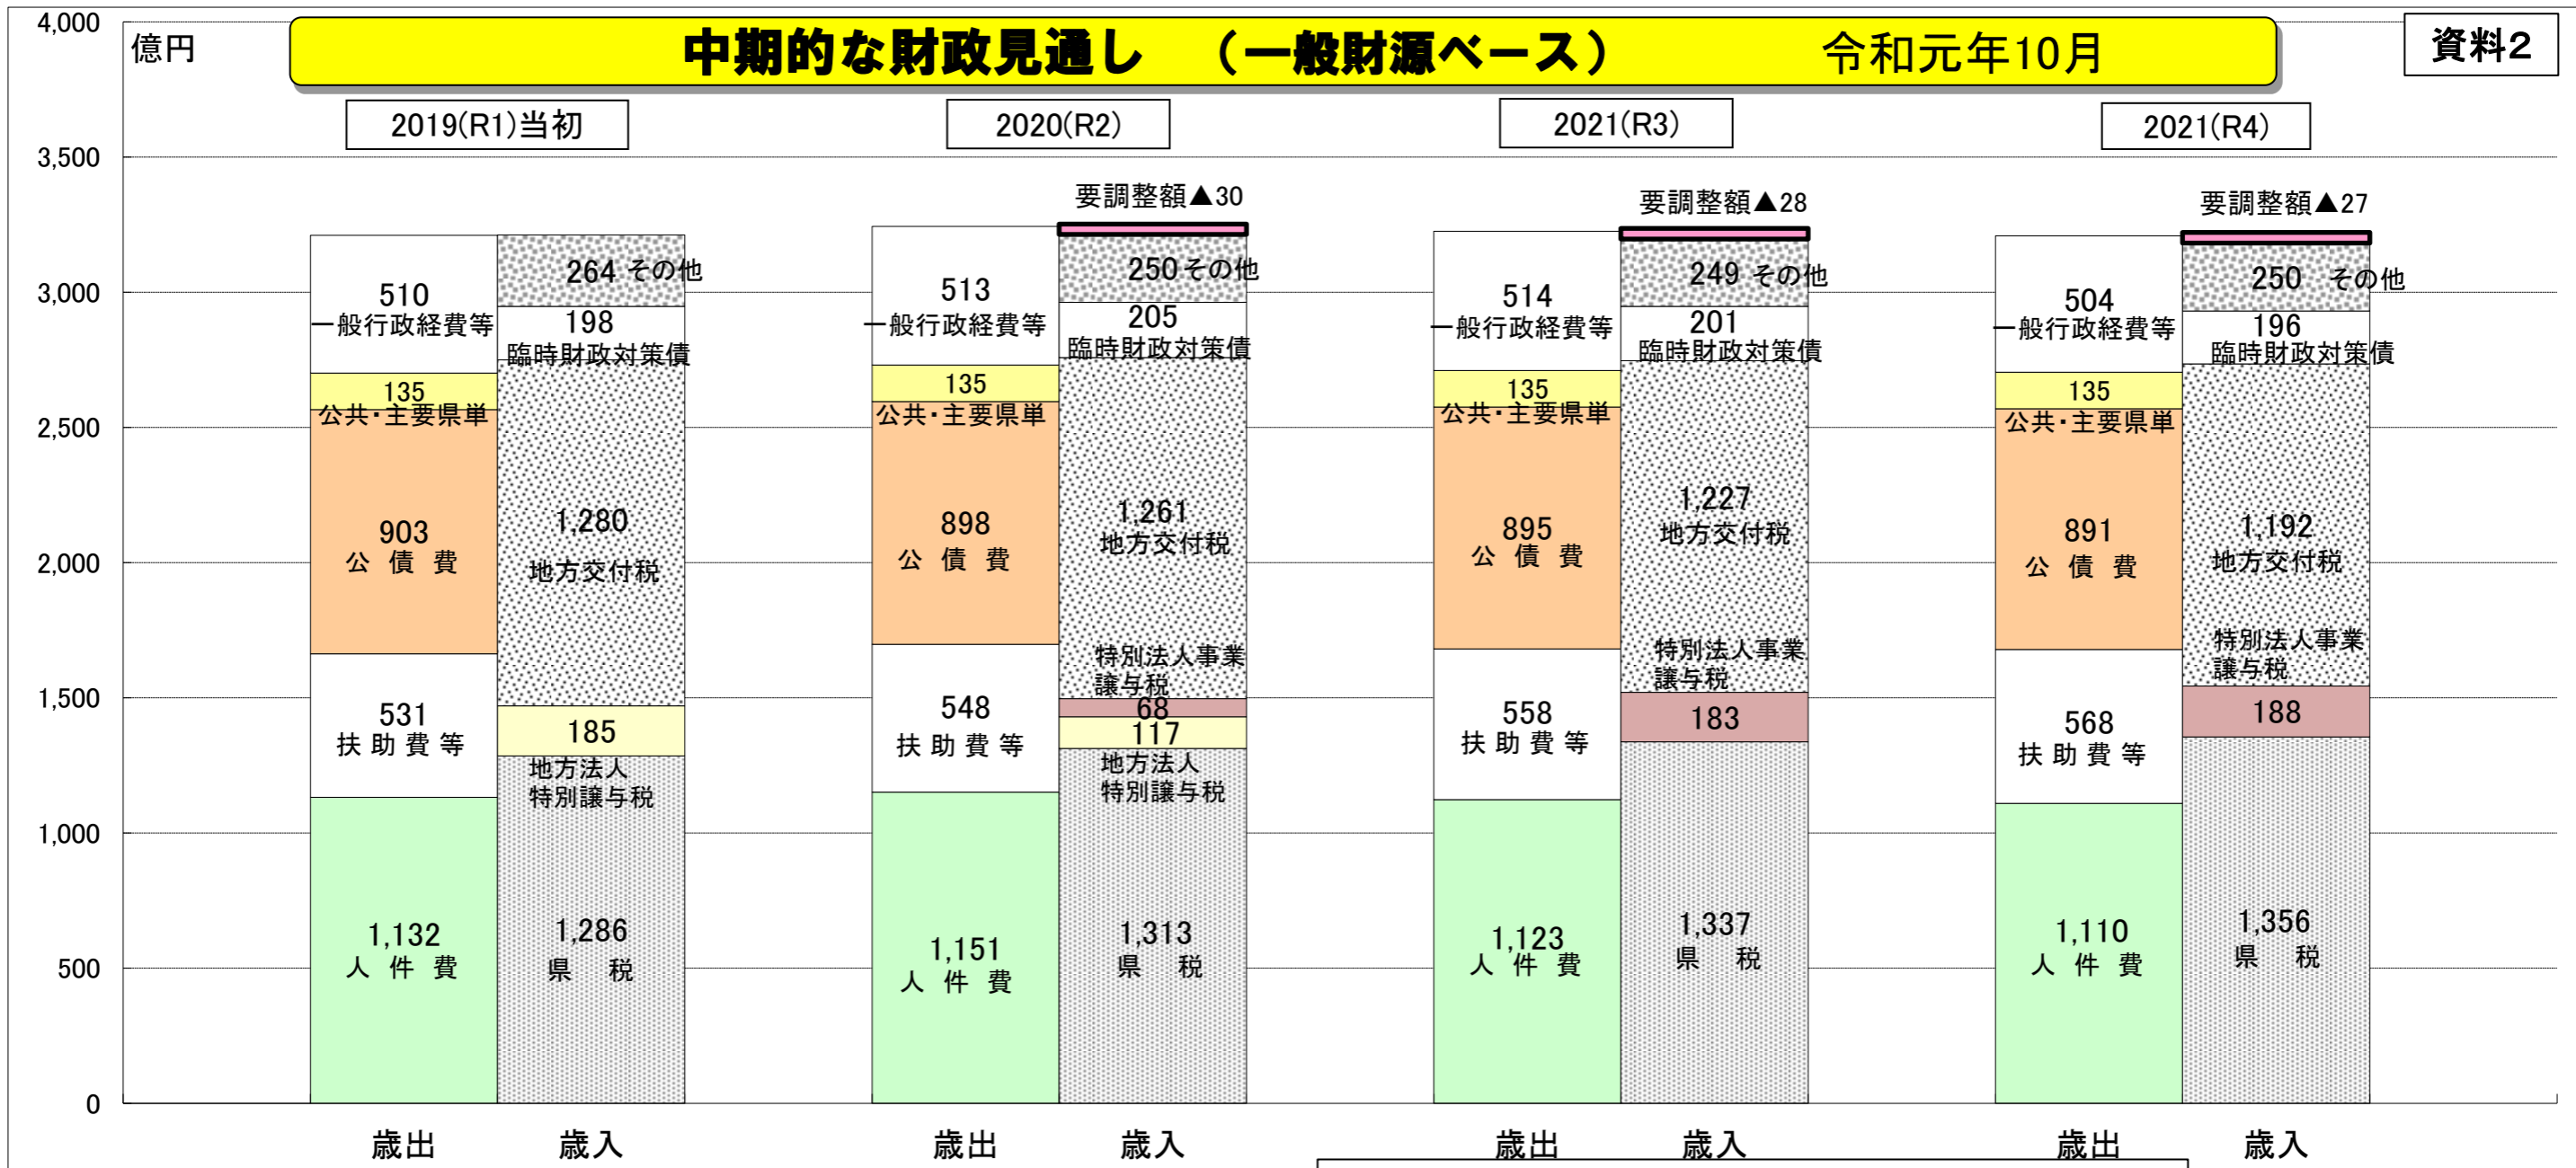 4,000
3,500
3,000
2,500
2,000
1,500
1,000
500
0
億円
中期的な財政見通し （一般財源ベース） 令和元年10月
資料2
2019(R1)当初
510
一般行政経費等
135
公共・主要県単
903
公 債 費
531
扶 助 費 等
1,132
人 件 費
264 その他
198
臨時財政対策債
1,280
地方交付税
185
地方法人
特別譲与税
1,286
県 税
歳出 歳入
2020(R2)
要調整額▲30
513
一般行政経費等
135
公共・主要県単
898
公 債 費
548
扶 助 費 等
1,151
人 件 費
250 その他
205
臨時財政対策債
1,261
地方交付税
特別法人事業
譲与税
68
117
地方法人
特別譲与税
1,313
県 税
歳出 歳入
2021(R3)
要調整額▲28
514
一般行政経費等
135
公共・主要県単
895
公 債 費
558
扶 助 費 等
1,123
人 件 費
249 その他
201
臨時財政対策債
1,227
地方交付税
特別法人事業
譲与税
183
1,337
県 税
歳出 歳入
2021(R4)
要調整額▲27
504
一般行政経費等
135
公共・主要県単
891
公 債 費
568
扶 助 費 等
1,110
人 件 費
250 その他
196
臨時財政対策債
1,192
地方交付税
特別法人事業
譲与税
188
1,356
県 税
歳出 歳入